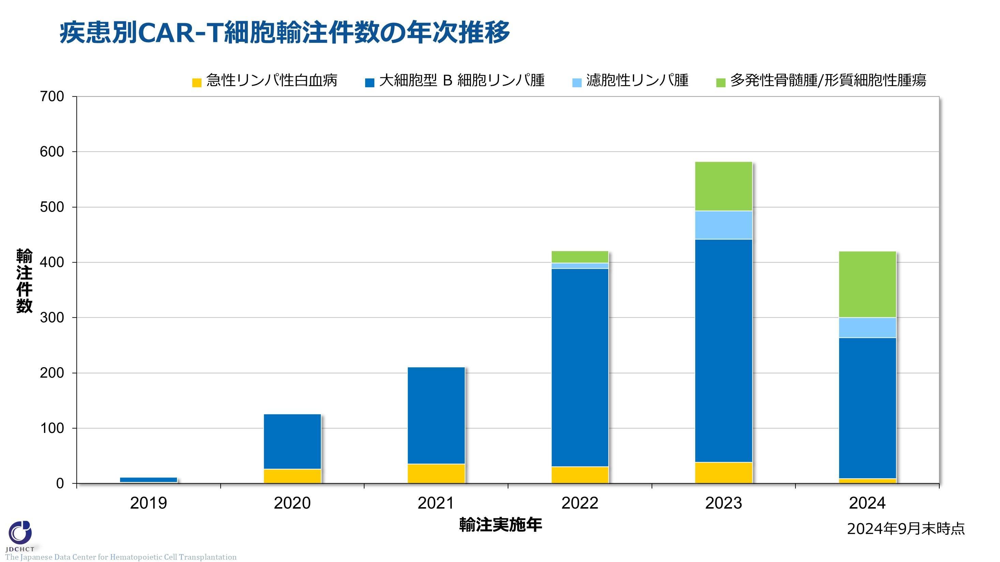 疾患別CAR-T細胞輸注件数の年次推移
急性リンパ性白血病
大細胞型 B 細胞リンパ腫
濾胞性リンパ腫
多発性骨髄腫/形質細胞性腫瘍
輸注件数
700
600
500
400
300
200
100
0
2019
2020
2021
2022
2023
2024
輸注実施年
2024年9月末時点
JDCHCT
The Japanese Data Center for Hematopoietic Cell Transplantation